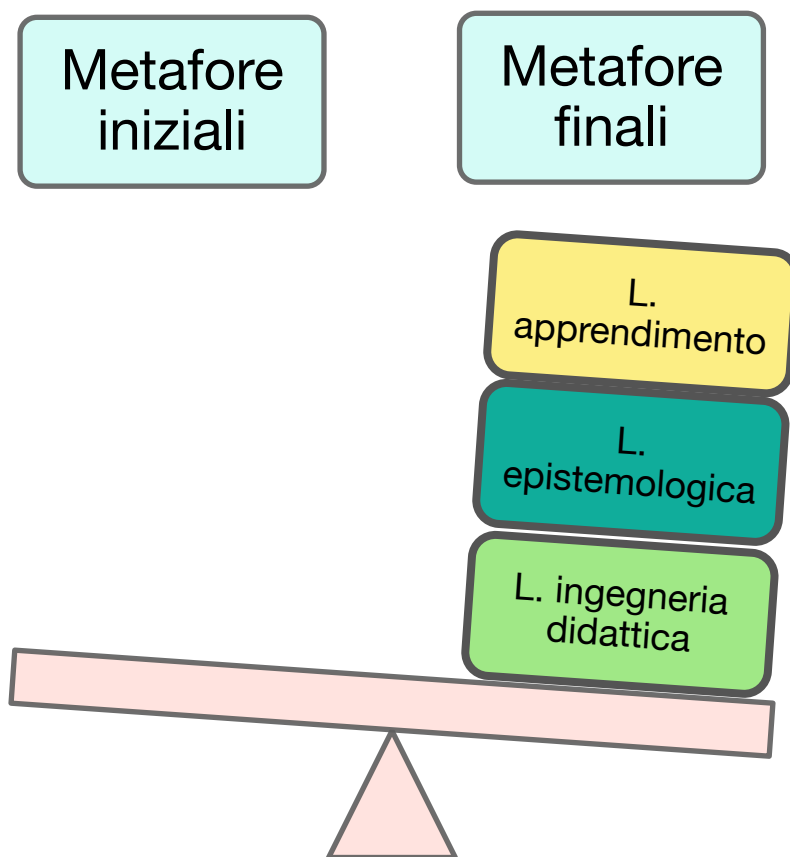 Metafore
iniziali
Metafore
finali
L.
apprendimento
L.
epistemologica
L. ingegneria
didattica